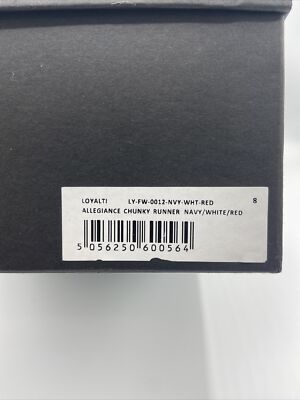 LOYALTI LY-FW-0012-NVY-WHT-RED 8
ALLEGIANCE CHUNKY RUNNER NAVY/WHITE/RED
5 056250 600564